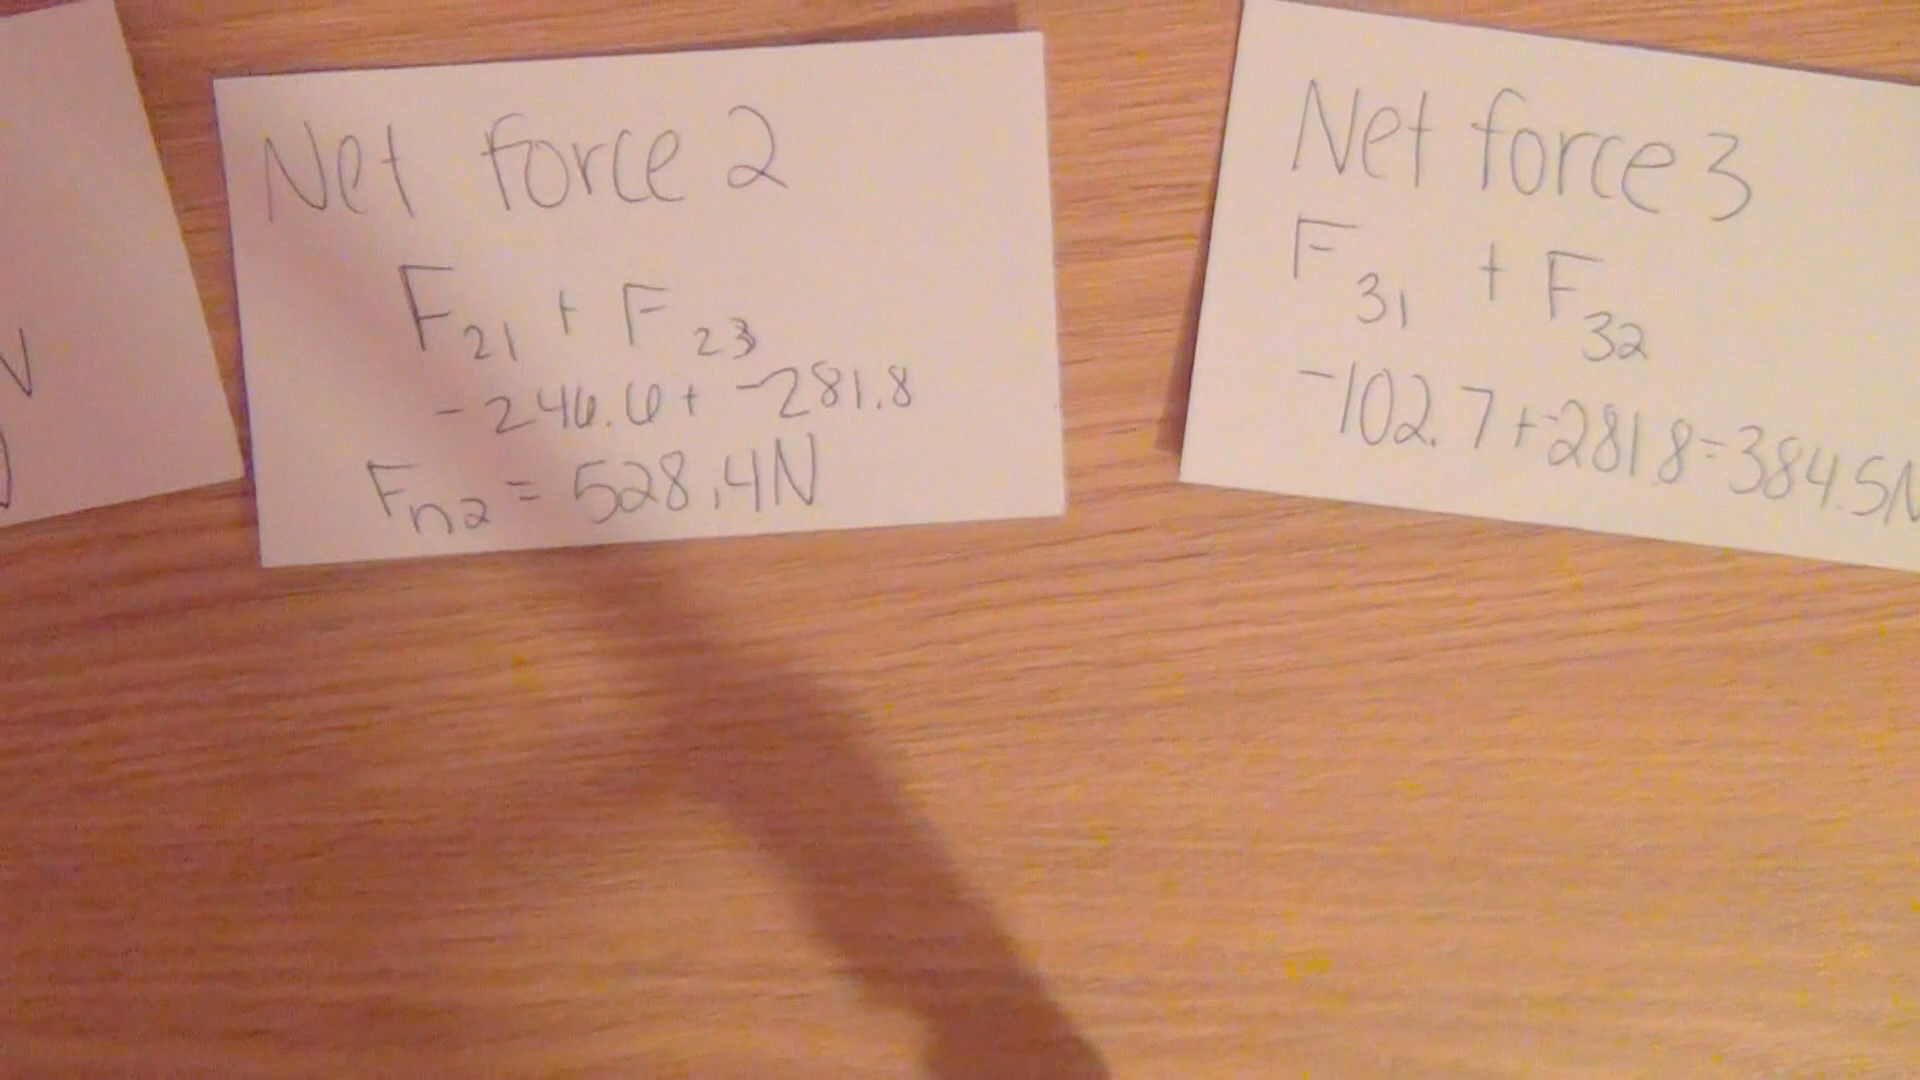 N
Net force 2
F21 + F23
-246.6 + -281.8
Fn2 = 528.4N
Net force 3
F31 + F32
-102.7+-281.8=384.5N